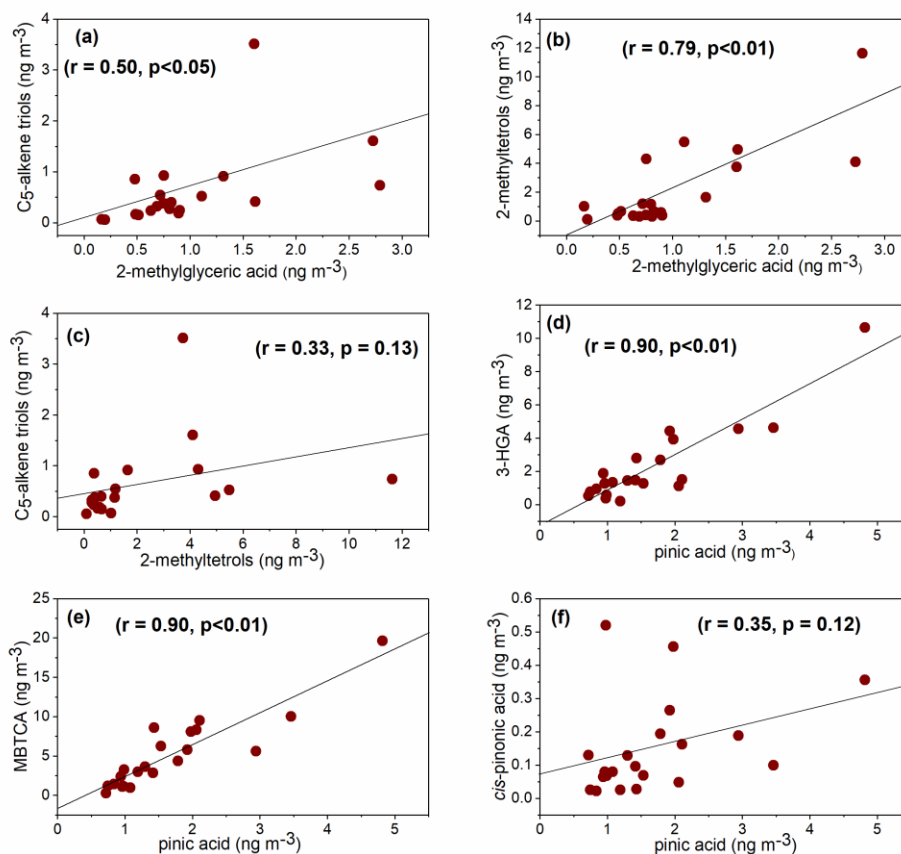 (a)
(r = 0.50, p<0.05)
C5-alkene triols (ng m-3)
4
3
2
1
0
0.0 0.5 1.0 1.5 2.0 2.5 3.0
2-methylglyceric acid (ng m-3)
(b)
(r = 0.79, p<0.01)
2-methyltetrols (ng m-3)
14
12
10
8
6
4
2
0
0.0 0.5 1.0 1.5 2.0 2.5 3.0
2-methylglyceric acid (ng m-3)
(c)
(r = 0.33, p = 0.13)
C5-alkene triols (ng m-3)
4
3
2
1
0
0 2 4 6 8 10 12
2-methyltetrols (ng m-3)
(d)
(r = 0.90, p<0.01)
3-HGA (ng m-3)
12
10
8
6
4
2
0
0 1 2 3 4 5
pinic acid (ng m-3)
(e)
(r = 0.90, p<0.01)
MBTCA (ng m-3)
25
20
15
10
5
0
0 1 2 3 4 5
pinic acid (ng m-3)
(f)
(r = 0.35, p = 0.12)
cis-pinonic acid (ng m-3)
0.6
0.5
0.4
0.3
0.2
0.1
0.0
0 1 2 3 4 5
pinic acid (ng m-3)